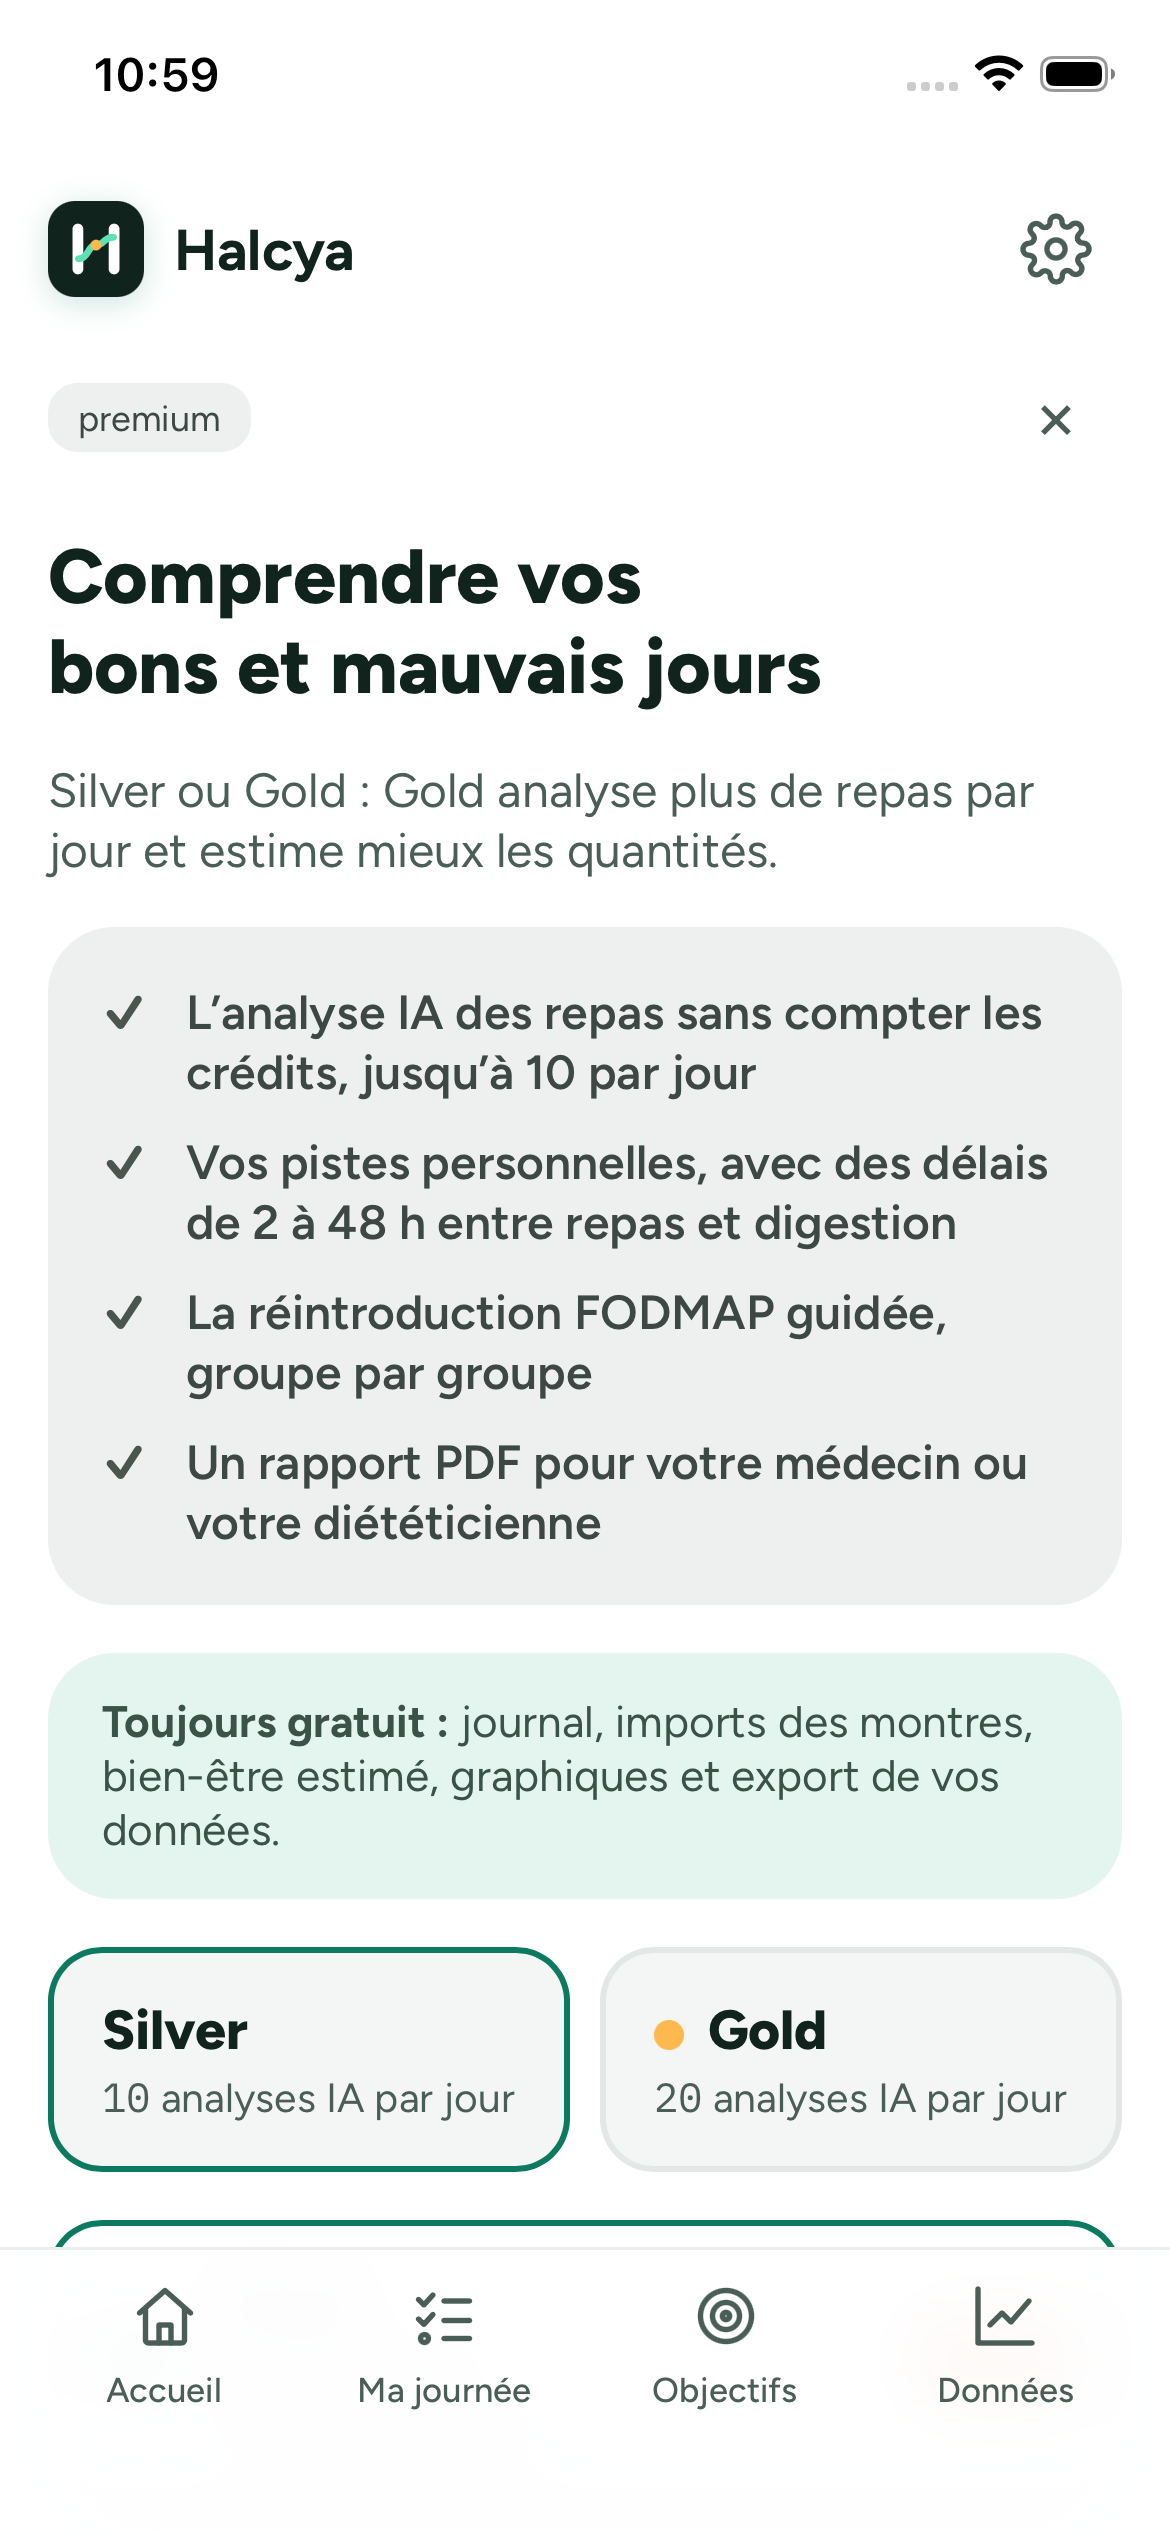 10:59
Halcya
premium
Comprendre vos
bons et mauvais jours
Silver ou Gold : Gold analyse plus de repas par
jour et estime mieux les quantités.
L’analyse IA des repas sans compter les
crédits, jusqu’à 10 par jour
Vos pistes personnelles, avec des délais
de 2 à 48 h entre repas et digestion
La réintroduction FODMAP guidée,
groupe par groupe
Un rapport PDF pour votre médecin ou
votre diététicienne
Toujours gratuit : journal, imports des montres,
bien-être estimé, graphiques et export de vos
données.
Silver
10 analyses IA par jour
Gold
20 analyses IA par jour
Accueil
Ma journée
Objectifs
Données